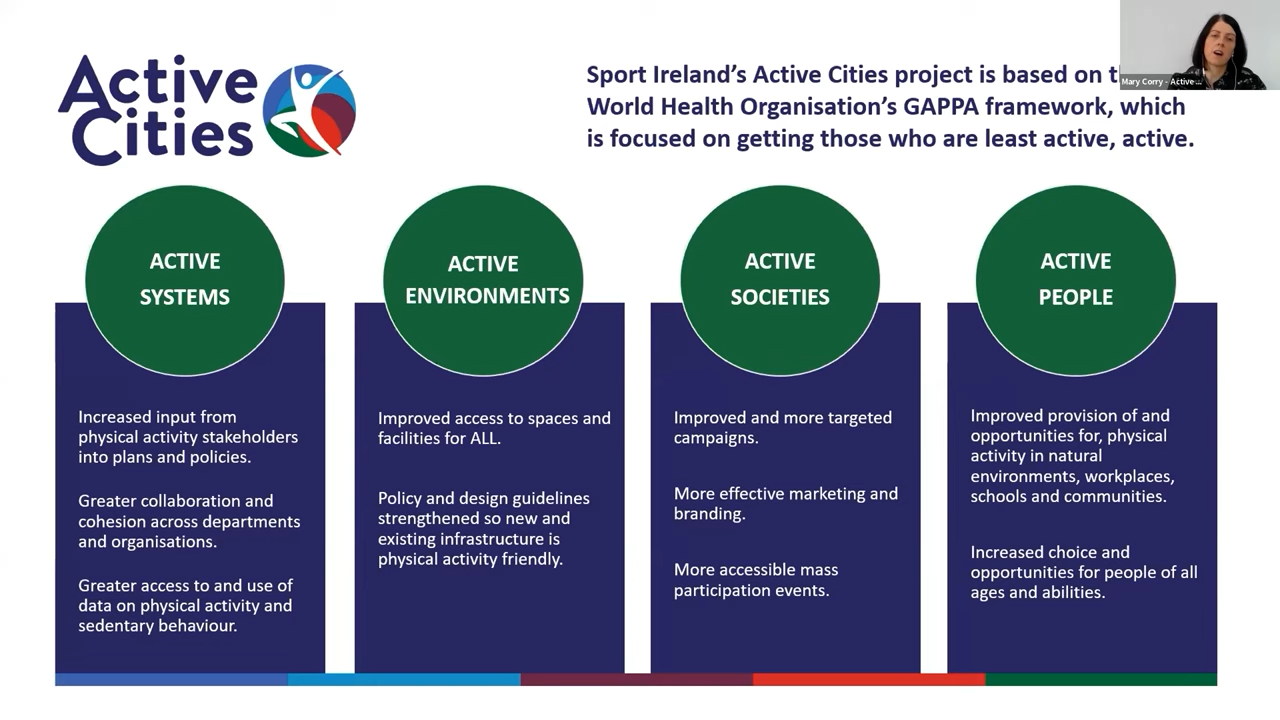 Active
Cities
Sport Ireland's Active Cities project is based on
World Health Organisation's GAPPA framework, which
is focused on getting those who are least active, active.
Mary Corry - Active ...
ACTIVE
SYSTEMS
Increased input from
physical activity stakeholders
into plans and policies.
Greater collaboration and
cohesion across departments
and organisations.
Greater access to and use of
data on physical activity and
sedentary behaviour.
ACTIVE
ENVIRONMENTS
Improved access to spaces and
facilities for ALL.
Policy and design guidelines
strengthened so new and
existing infrastructure is
physical activity friendly.
ACTIVE
SOCIETIES
Improved and more targeted
campaigns.
More effective marketing and
branding.
More accessible mass
participation events.
ACTIVE
PEOPLE
Improved provision of and
opportunities for, physical
activity in natural
environments, workplaces,
schools and communities.
Increased choice and
opportunities for people of all
ages and abilities.